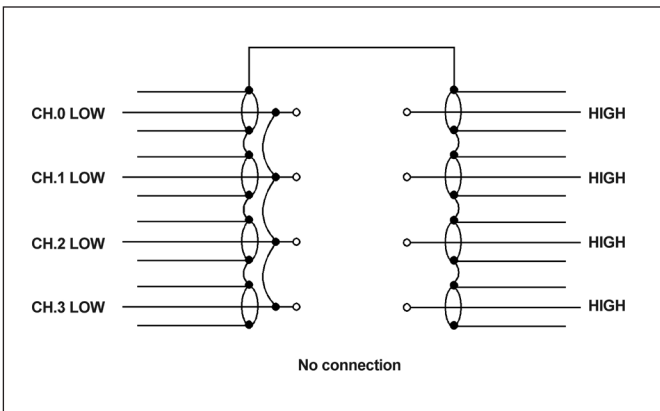 CH.0 LOW HIGH
CH.1 LOW HIGH
CH.2 LOW HIGH
CH.3 LOW HIGH
No connection